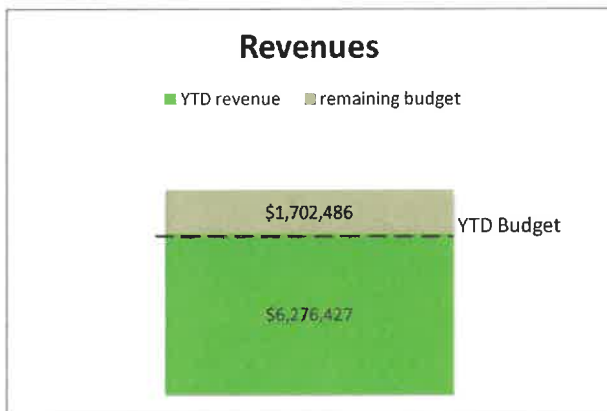 Revenues
YTD revenue remaining budget
$1,702,486
YTD Budget
$6,276,427